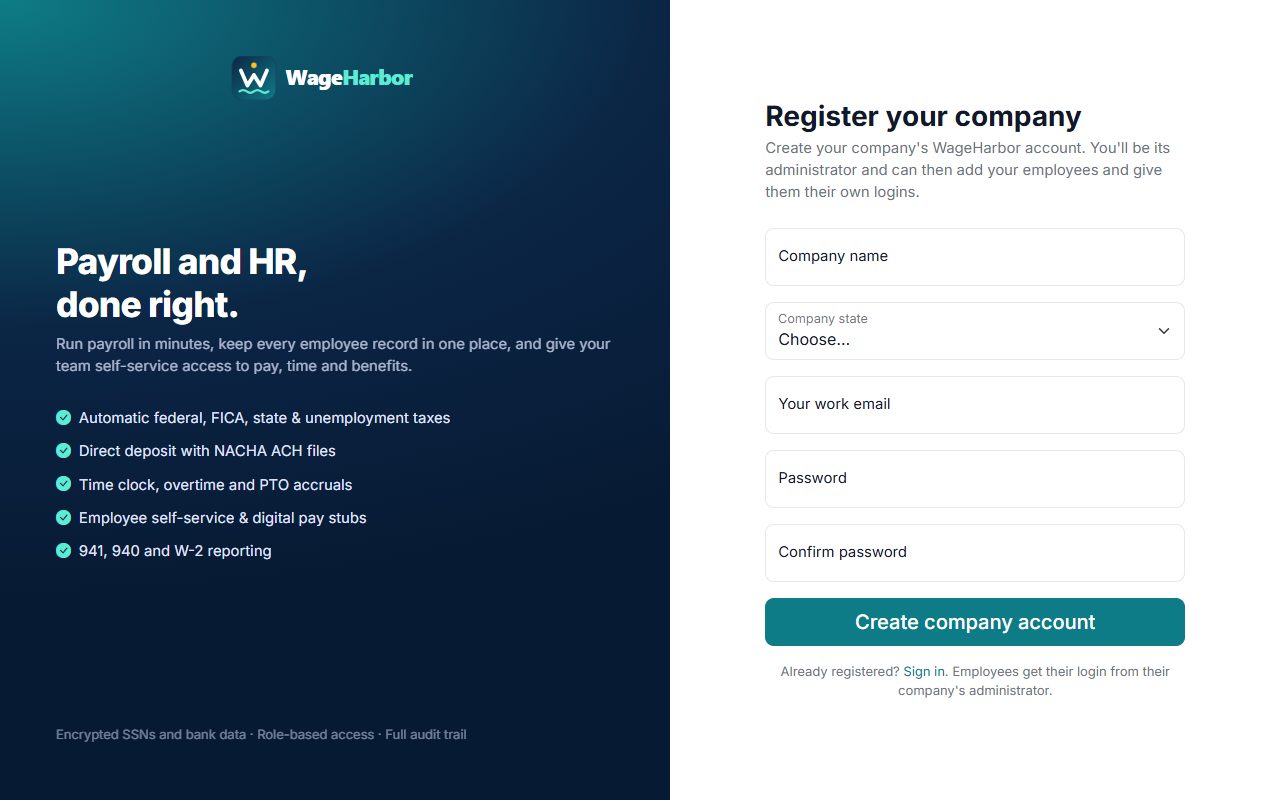 WageHarbor
Payroll and HR,
done right.
Run payroll in minutes, keep every employee record in one place, and give your
team self-service access to pay, time and benefits.
Automatic federal, FICA, state & unemployment taxes
Direct deposit with NACHA ACH files
Time clock, overtime and PTO accruals
Employee self-service & digital pay stubs
941, 940 and W-2 reporting
Encrypted SSNs and bank data · Role-based access · Full audit trail
Register your company
Create your company's WageHarbor account. You'll be its
administrator and can then add your employees and give
them their own logins.
Company name
Company state
Choose...
Your work email
Password
Confirm password
Create company account
Already registered? Sign in. Employees get their login from their
company's administrator.